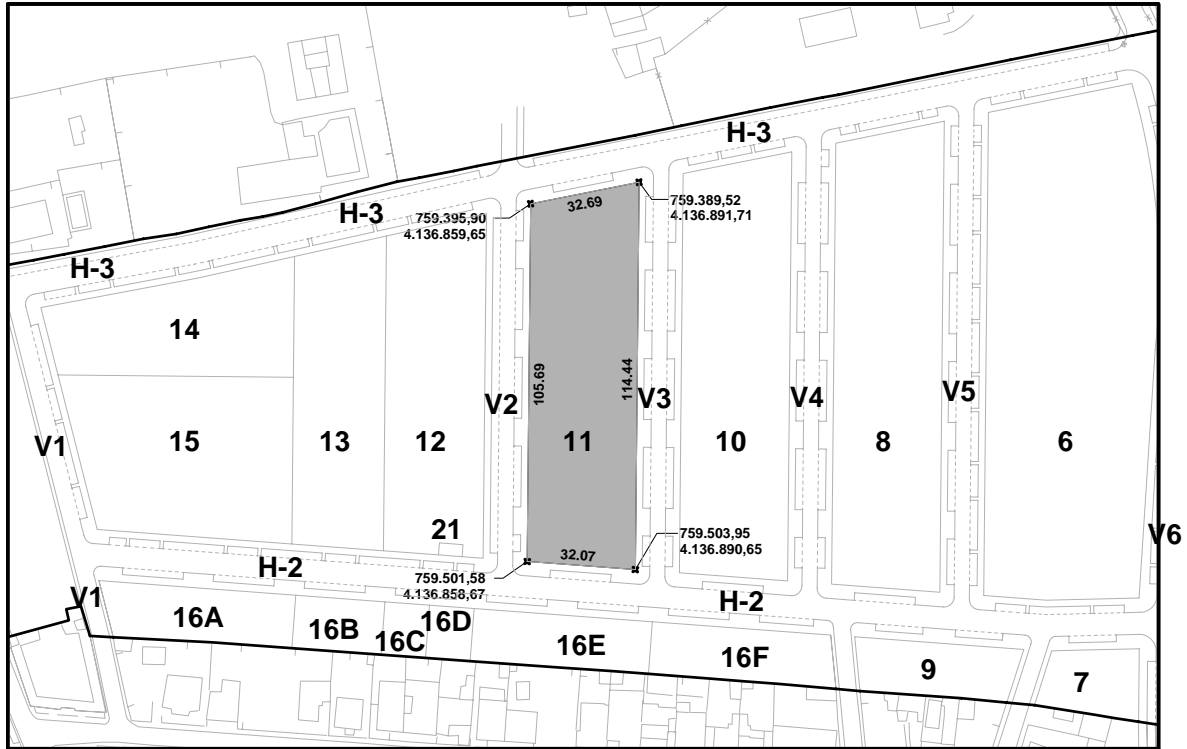 H-3
H-3
H-3
759.395,90
4.136.859,65
32.69
759.389,52
4.136.891,71
14
15
13
12
V2
105.69
11
114.44
V3
10
V4
8
V5
6
V1
21
V6
H-2
759.501,58
4.136.858,67
32.07
759.503,95
4.136.890,65
H-2
V1
16A
16B
16C
16D
16E
16F
9
7